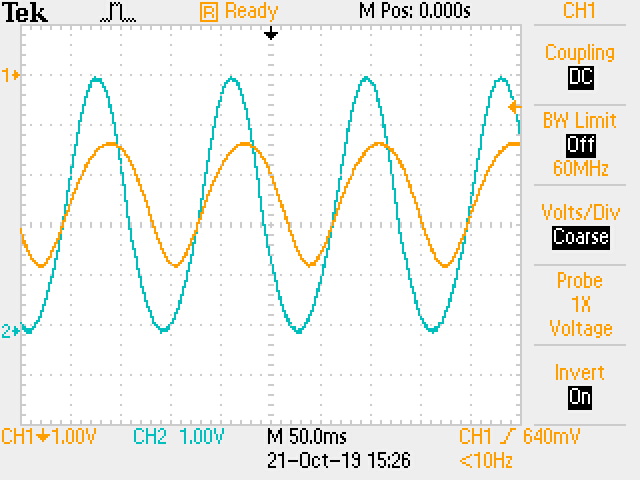 Tek R Ready M Pos: 0.000s CH1
Coupling
DC
BW Limit
Off
60MHz
Volts/Div
Coarse
Probe
1X
Voltage
Invert
On
1
2
CH1 1.00V CH2 1.00V M 50.0ms CH1 640mV
21-Oct-19 15:26 <10Hz